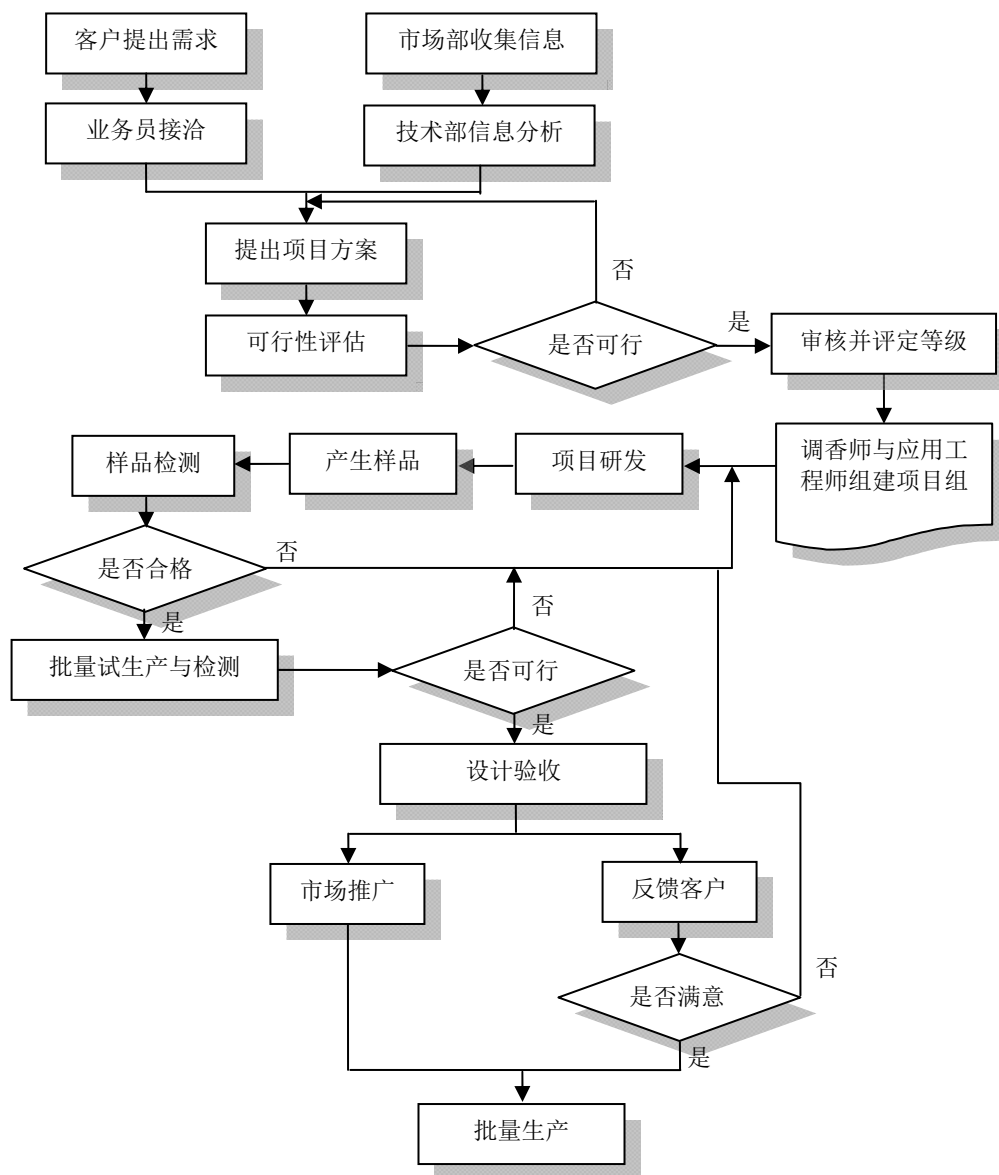 客户提出需求
市场部收集信息
业务员接洽
技术部信息分析
提出项目方案
否
可行性评估
是否可行
是
审核并评定等级
调香师与应用工
程师组建项目组
项目研发
产生样品
样品检测
是否合格
否
是
批量试生产与检测
是否可行
否
是
设计验收
市场推广
反馈客户
是否满意
否
是
批量生产